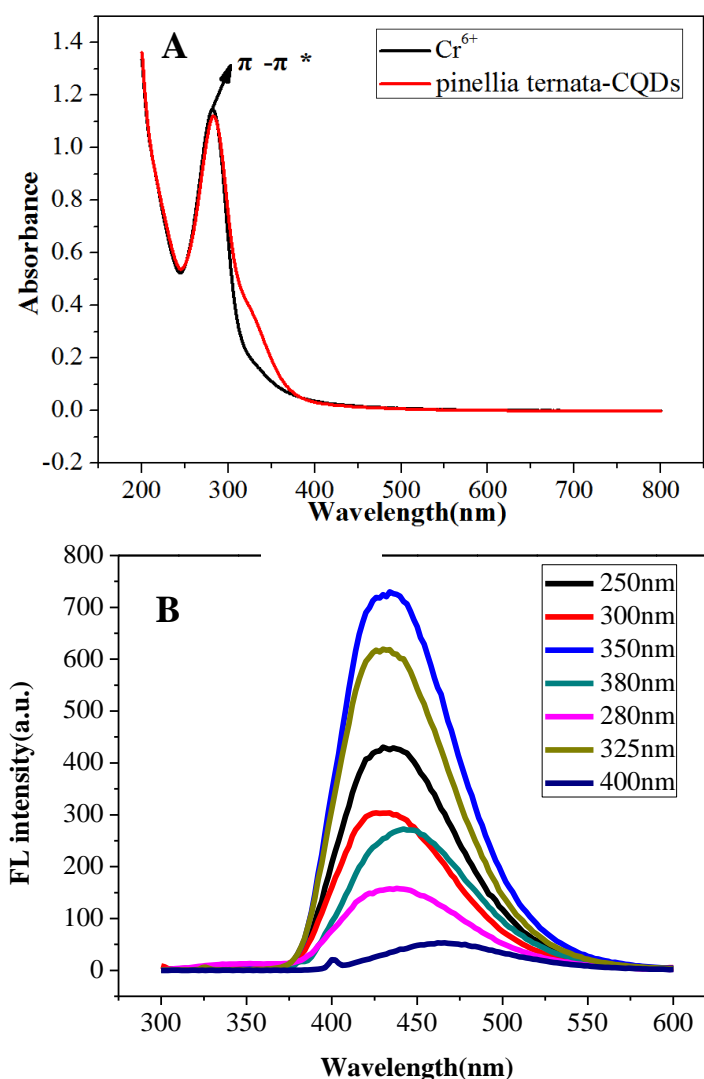 A
π -π *
Cr6+
pinellia ternata-CQDs
1.4
1.2
1.0
0.8
0.6
0.4
0.2
0.0
-0.2
Absorbance
200 300 400 500 600 700 800
Wavelength(nm)
B
250nm
300nm
350nm
380nm
280nm
325nm
400nm
800
700
600
500
400
300
200
100
0
FL intensity(a.u.)
300 350 400 450 500 550 600
Wavelength(nm)